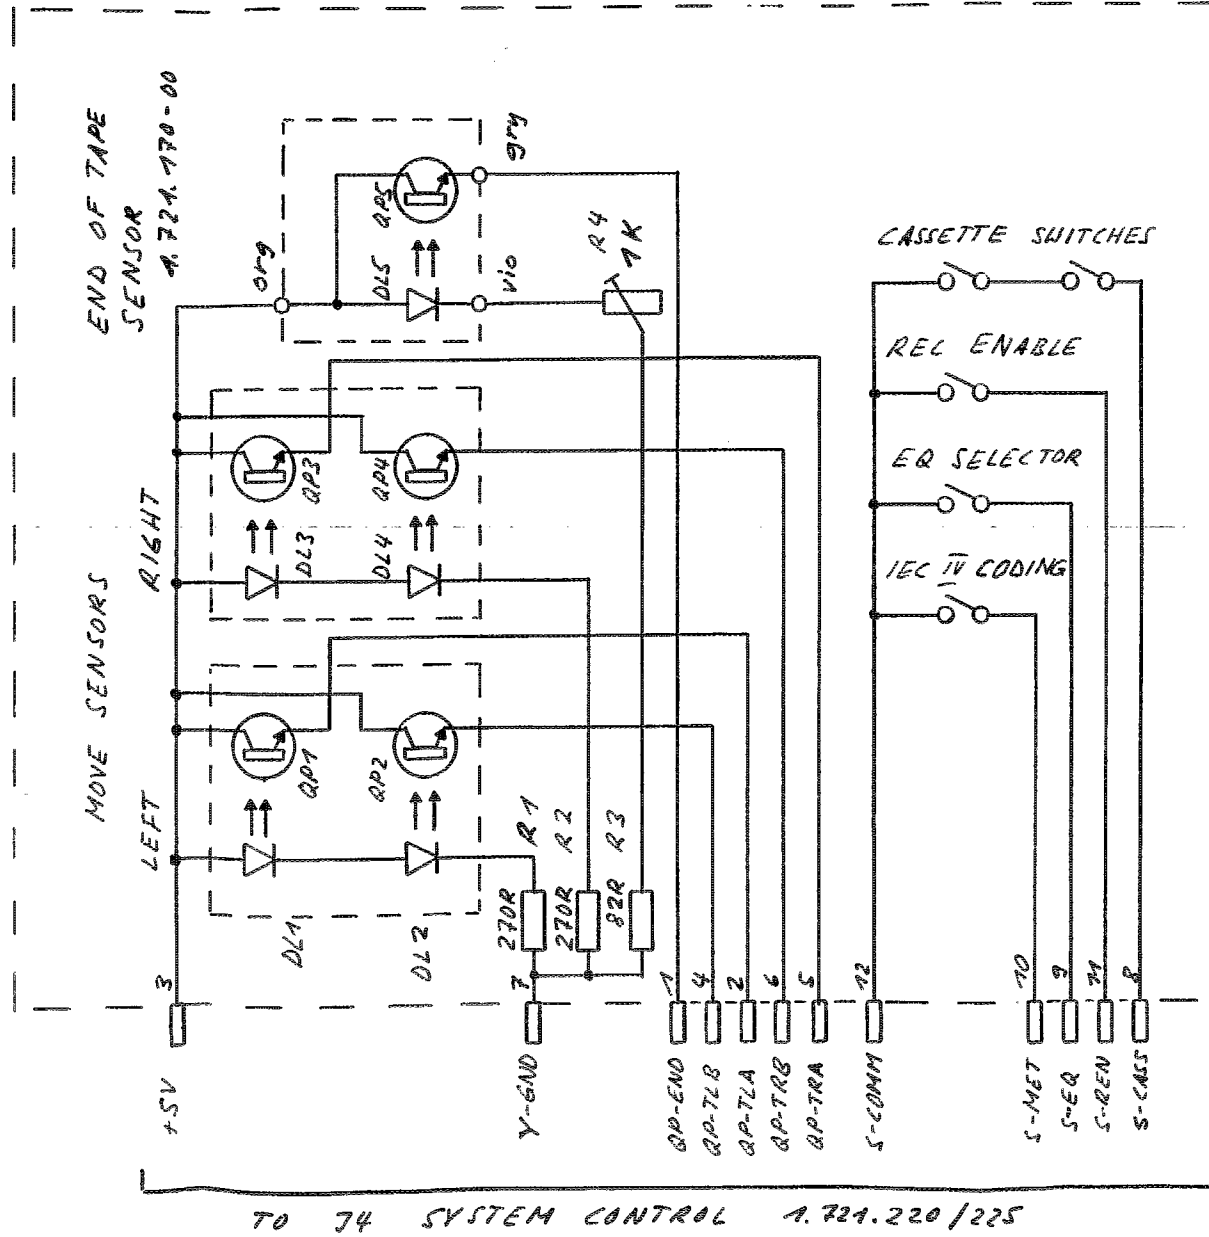 END OF TAPE
SENSOR
1.721.170-00
org
gry
vio
QP5
DL5
R4
1K
CASSETTE SWITCHES
REC ENABLE
EQ SELECTOR
IEC IV CODING
MOVE SENSORS
RIGHT
QP3
QP4
DL3
DL4
LEFT
QP1
QP2
DL1
DL2
R1
R2
R3
270R
270R
82R
3
7
1
4
2
6
5
12
10
9
11
8
+5V
Y-GND
QP-END
QP-TLB
QP-TLA
QP-TRB
QP-TRA
S-COMM
S-MET
S-EQ
S-REN
S-CASS
TO J4 SYSTEM CONTROL 1.721.220/225